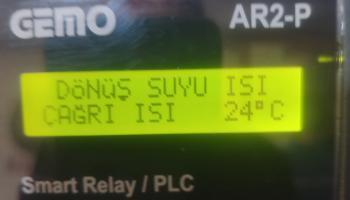 GEMO AR2-P
DöNüŞ SUYU ISI
ÇAĞRI ISI 24°C
Smart Relay / PLC